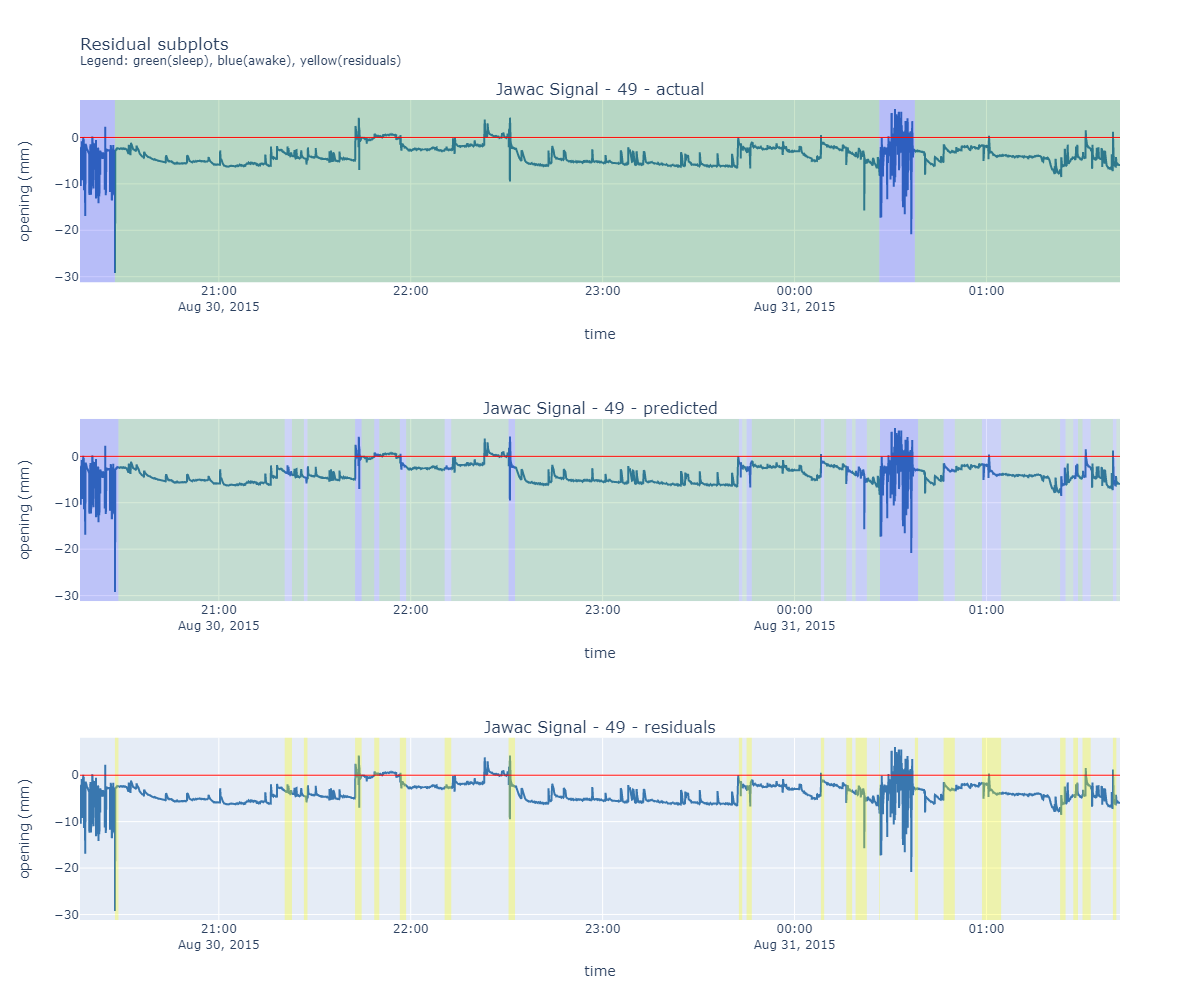 Residual subplots
Legend: green(sleep), blue(awake), yellow(residuals)
Jawac Signal - 49 - actual
opening (mm)
0
−10
−20
−30
21:00 22:00 23:00 00:00 01:00
Aug 30, 2015 Aug 31, 2015
time
Jawac Signal - 49 - predicted
opening (mm)
0
−10
−20
−30
21:00 22:00 23:00 00:00 01:00
Aug 30, 2015 Aug 31, 2015
time
Jawac Signal - 49 - residuals
opening (mm)
0
−10
−20
−30
21:00 22:00 23:00 00:00 01:00
Aug 30, 2015 Aug 31, 2015
time